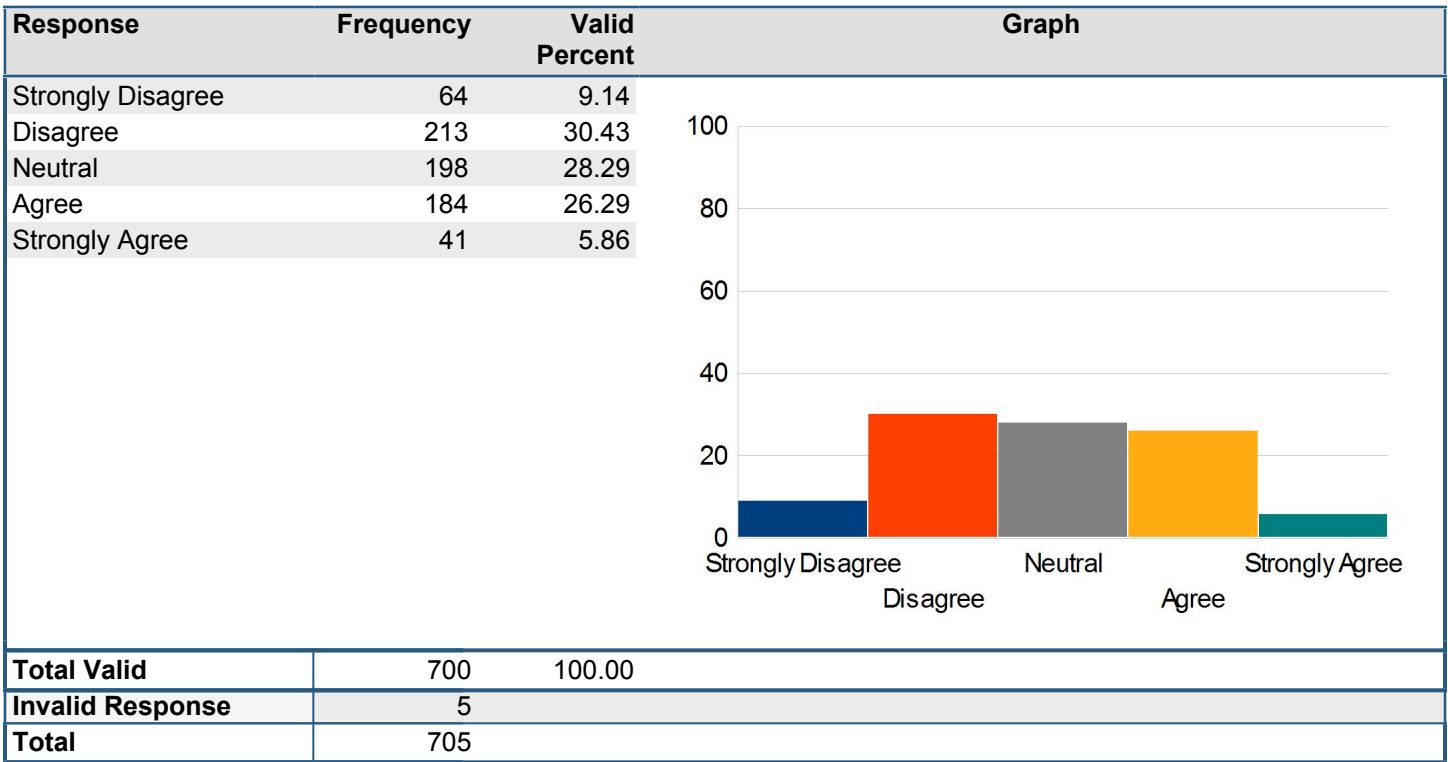 Response Frequency Valid Percent Graph
Strongly Disagree 64 9.14
Disagree 213 30.43
Neutral 198 28.29
Agree 184 26.29
Strongly Agree 41 5.86
100
80
60
40
20
0
Strongly Disagree Neutral Strongly Agree
Disagree Agree
Total Valid 700 100.00
Invalid Response 5
Total 705